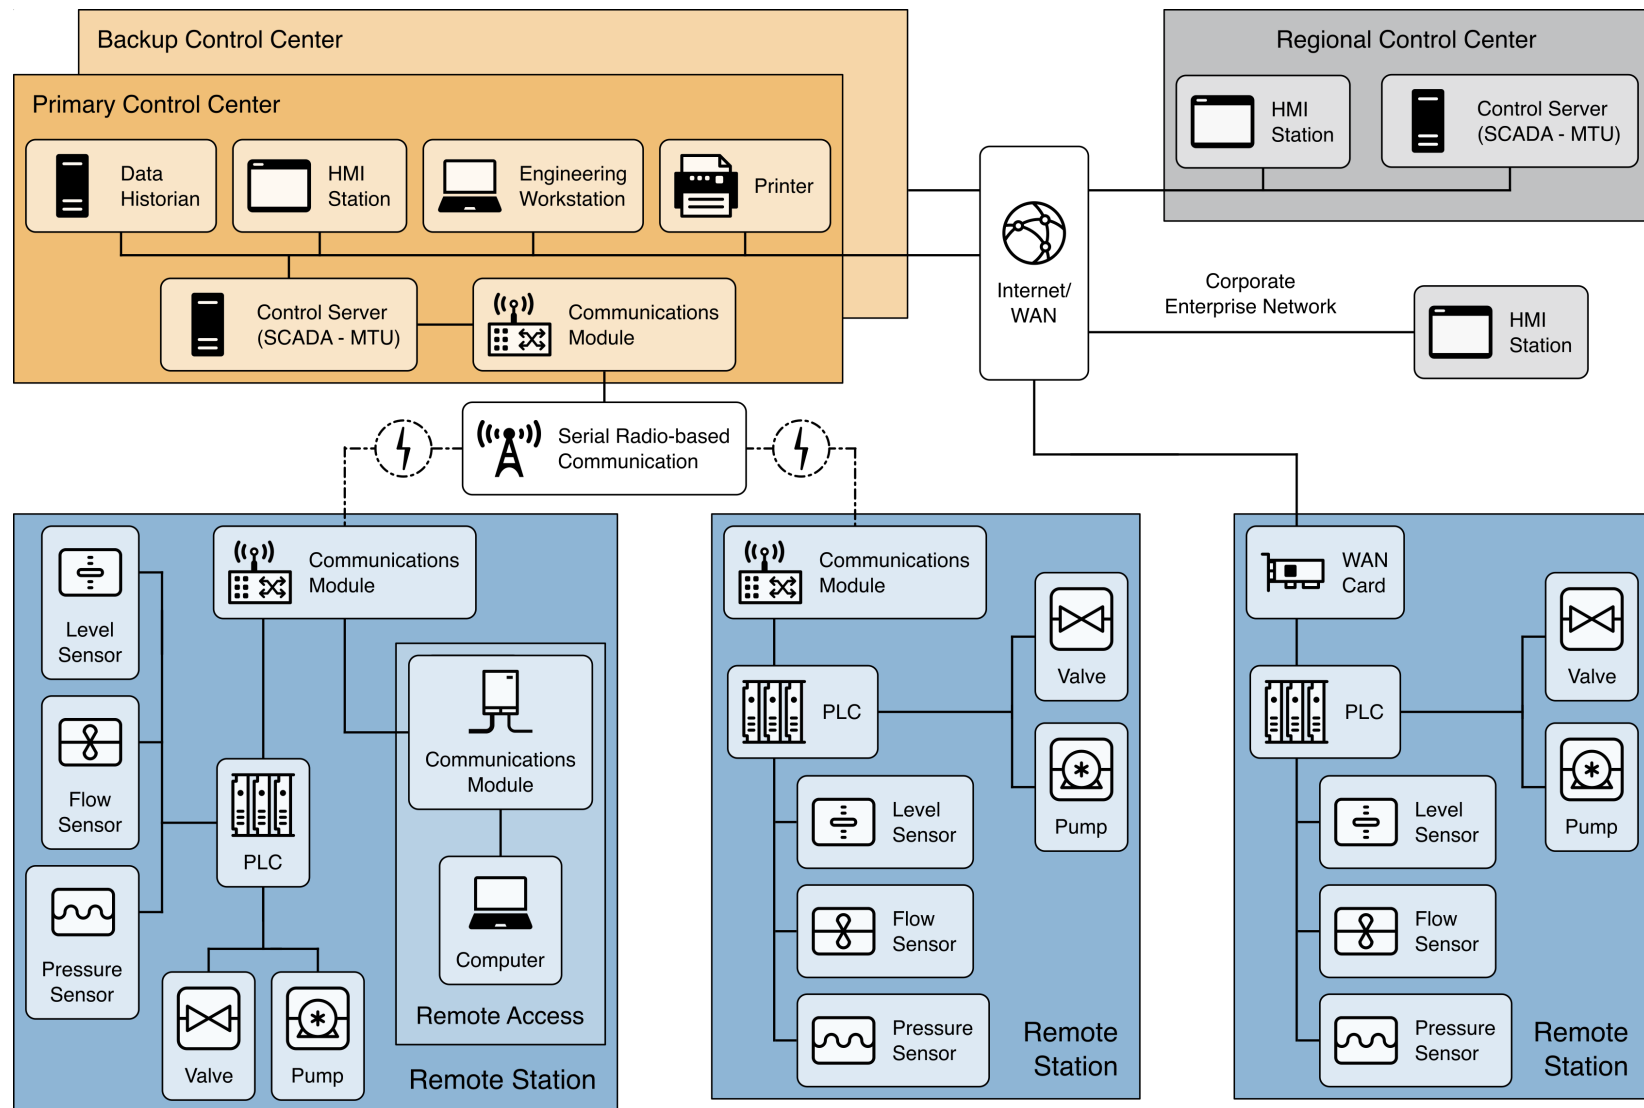 Backup Control Center
Primary Control Center
Data
Historian
HMI
Station
Engineering
Workstation
Printer
Control Server
(SCADA - MTU)
Communications
Module
Regional Control Center
HMI
Station
Control Server
(SCADA - MTU)
Internet/
WAN
Corporate
Enterprise Network
HMI
Station
Serial Radio-based
Communication
Level
Sensor
Flow
Sensor
Pressure
Sensor
Communications
Module
PLC
Valve
Pump
Communications
Module
Computer
Remote Access
Remote Station
Communications
Module
PLC
Valve
Pump
Level
Sensor
Flow
Sensor
Pressure
Sensor
Remote
Station
WAN
Card
PLC
Valve
Pump
Level
Sensor
Flow
Sensor
Pressure
Sensor
Remote
Station